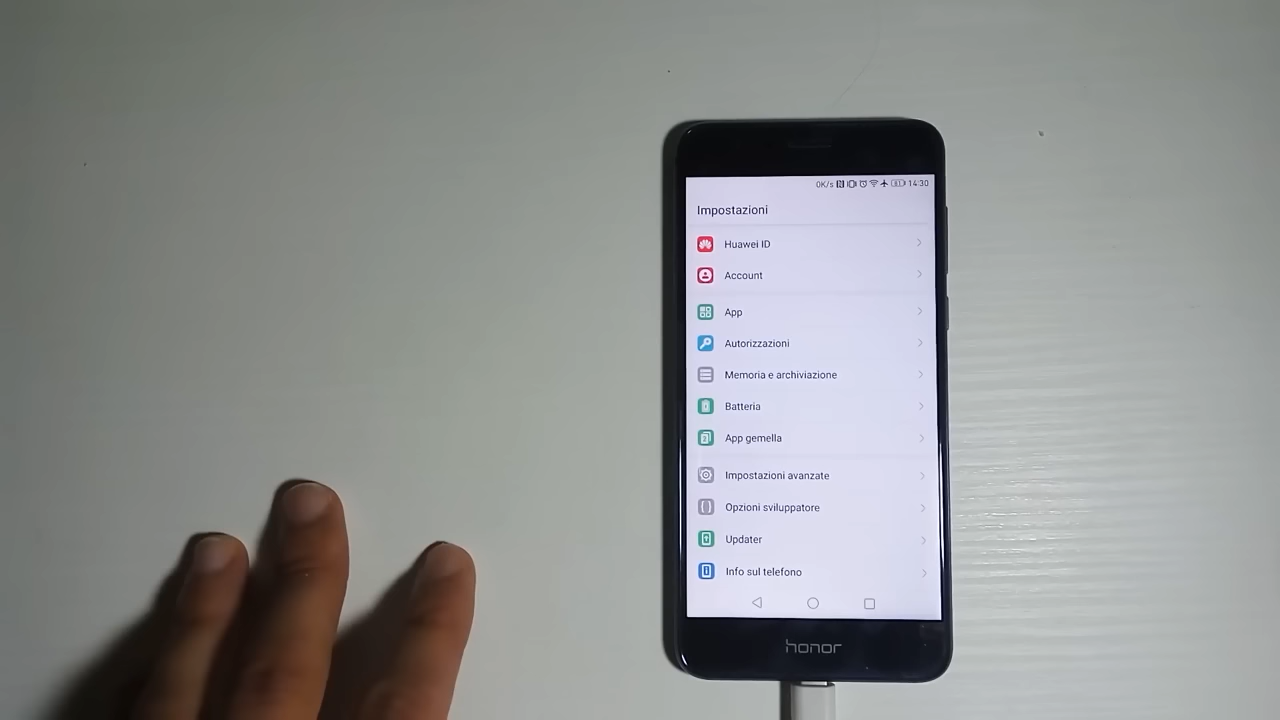 0K/s 14:30
Impostazioni
Huawei ID
Account
App
Autorizzazioni
Memoria e archiviazione
Batteria
App gemella
Impostazioni avanzate
Opzioni sviluppatore
Updater
Info sul telefono
honor